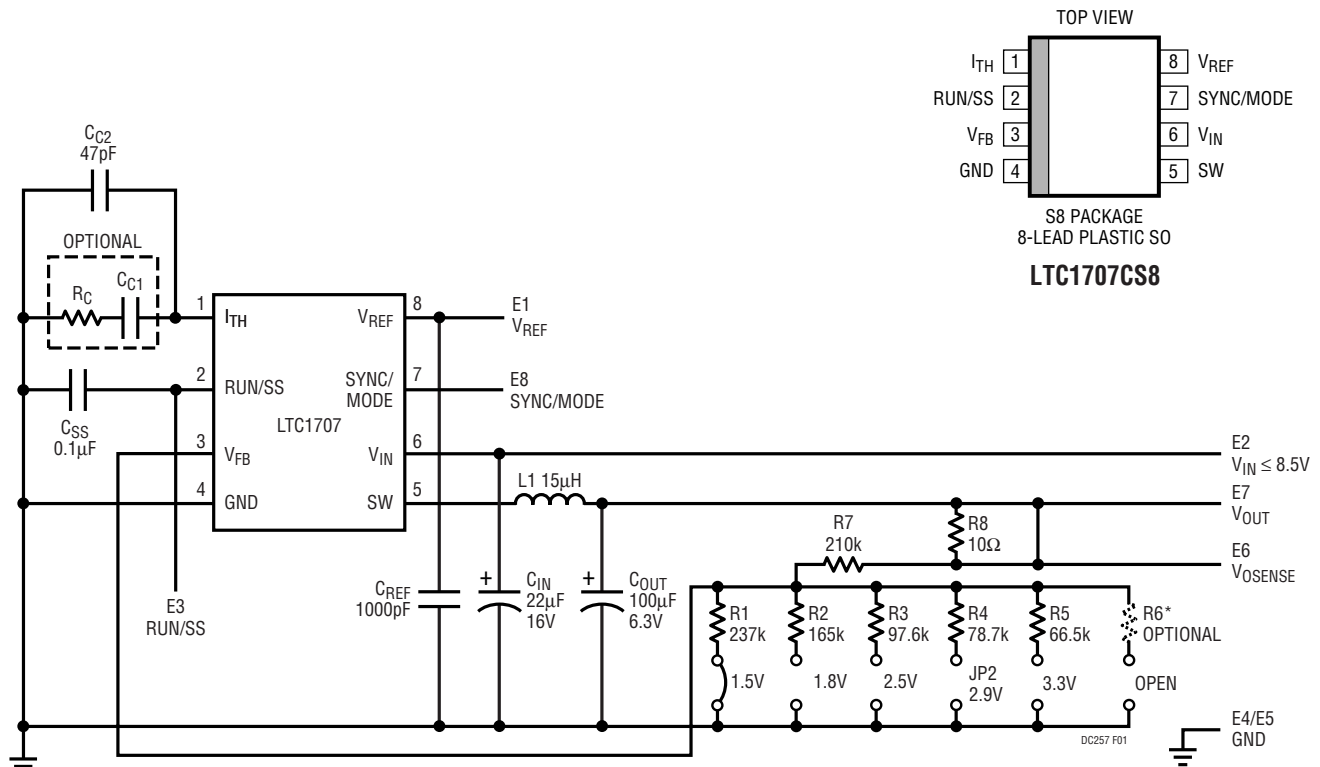 TOP VIEW
I_TH 1
8 V_REF
RUN/SS 2
7 SYNC/MODE
V_FB 3
6 V_IN
GND 4
5 SW
S8 PACKAGE
8-LEAD PLASTIC SO
LTC1707CS8
C_C2
47pF
OPTIONAL
R_C
C_C1
1
I_TH
V_REF
8
E1
V_REF
2
RUN/SS
SYNC/
MODE
7
E8
SYNC/MODE
C_SS
0.1µF
LTC1707
3
V_FB
V_IN
6
E2
V_IN ≤ 8.5V
4
GND
SW
5
L1 15µH
E7
V_OUT
R7
210k
R8
10Ω
E6
V_OSENSE
E3
RUN/SS
C_REF
1000pF
+
C_IN
22µF
16V
+
C_OUT
100µF
6.3V
R1
237k
R2
165k
R3
97.6k
R4
78.7k
R5
66.5k
R6*
OPTIONAL
1.5V
1.8V
2.5V
JP2
2.9V
3.3V
OPEN
DC257 F01
E4/E5
GND